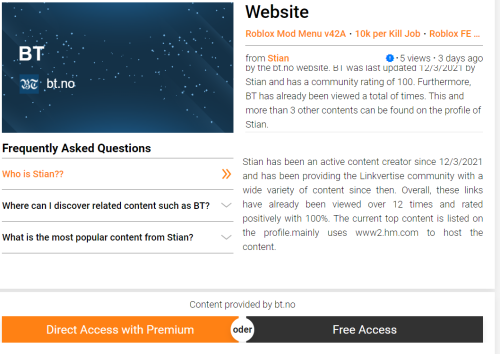 Website
Roblox Mod Menu v42A • 10k per Kill Job • Roblox FE ...
from Stian
• 5 views • 3 days ago
by the bt.no website. BT was last updated 12/3/2021 by
Stian and has a community rating of 100. Furthermore,
BT has already been viewed a total of times. This and
more than 3 other contents can be found on the profile of
Stian.
BT
BT bt.no
Frequently Asked Questions
Who is Stian??
Where can I discover related content such as BT?
What is the most popular content from Stian?
Stian has been an active content creator since 12/3/2021
and has been providing the Linkvertise community with a
wide variety of content since then. Overall, these links
have already been viewed over 12 times and rated
positively with 100%. The current top content is listed on
the profile.mainly uses www2.hm.com to host the
content.
Content provided by bt.no
Direct Access with Premium
oder
Free Access